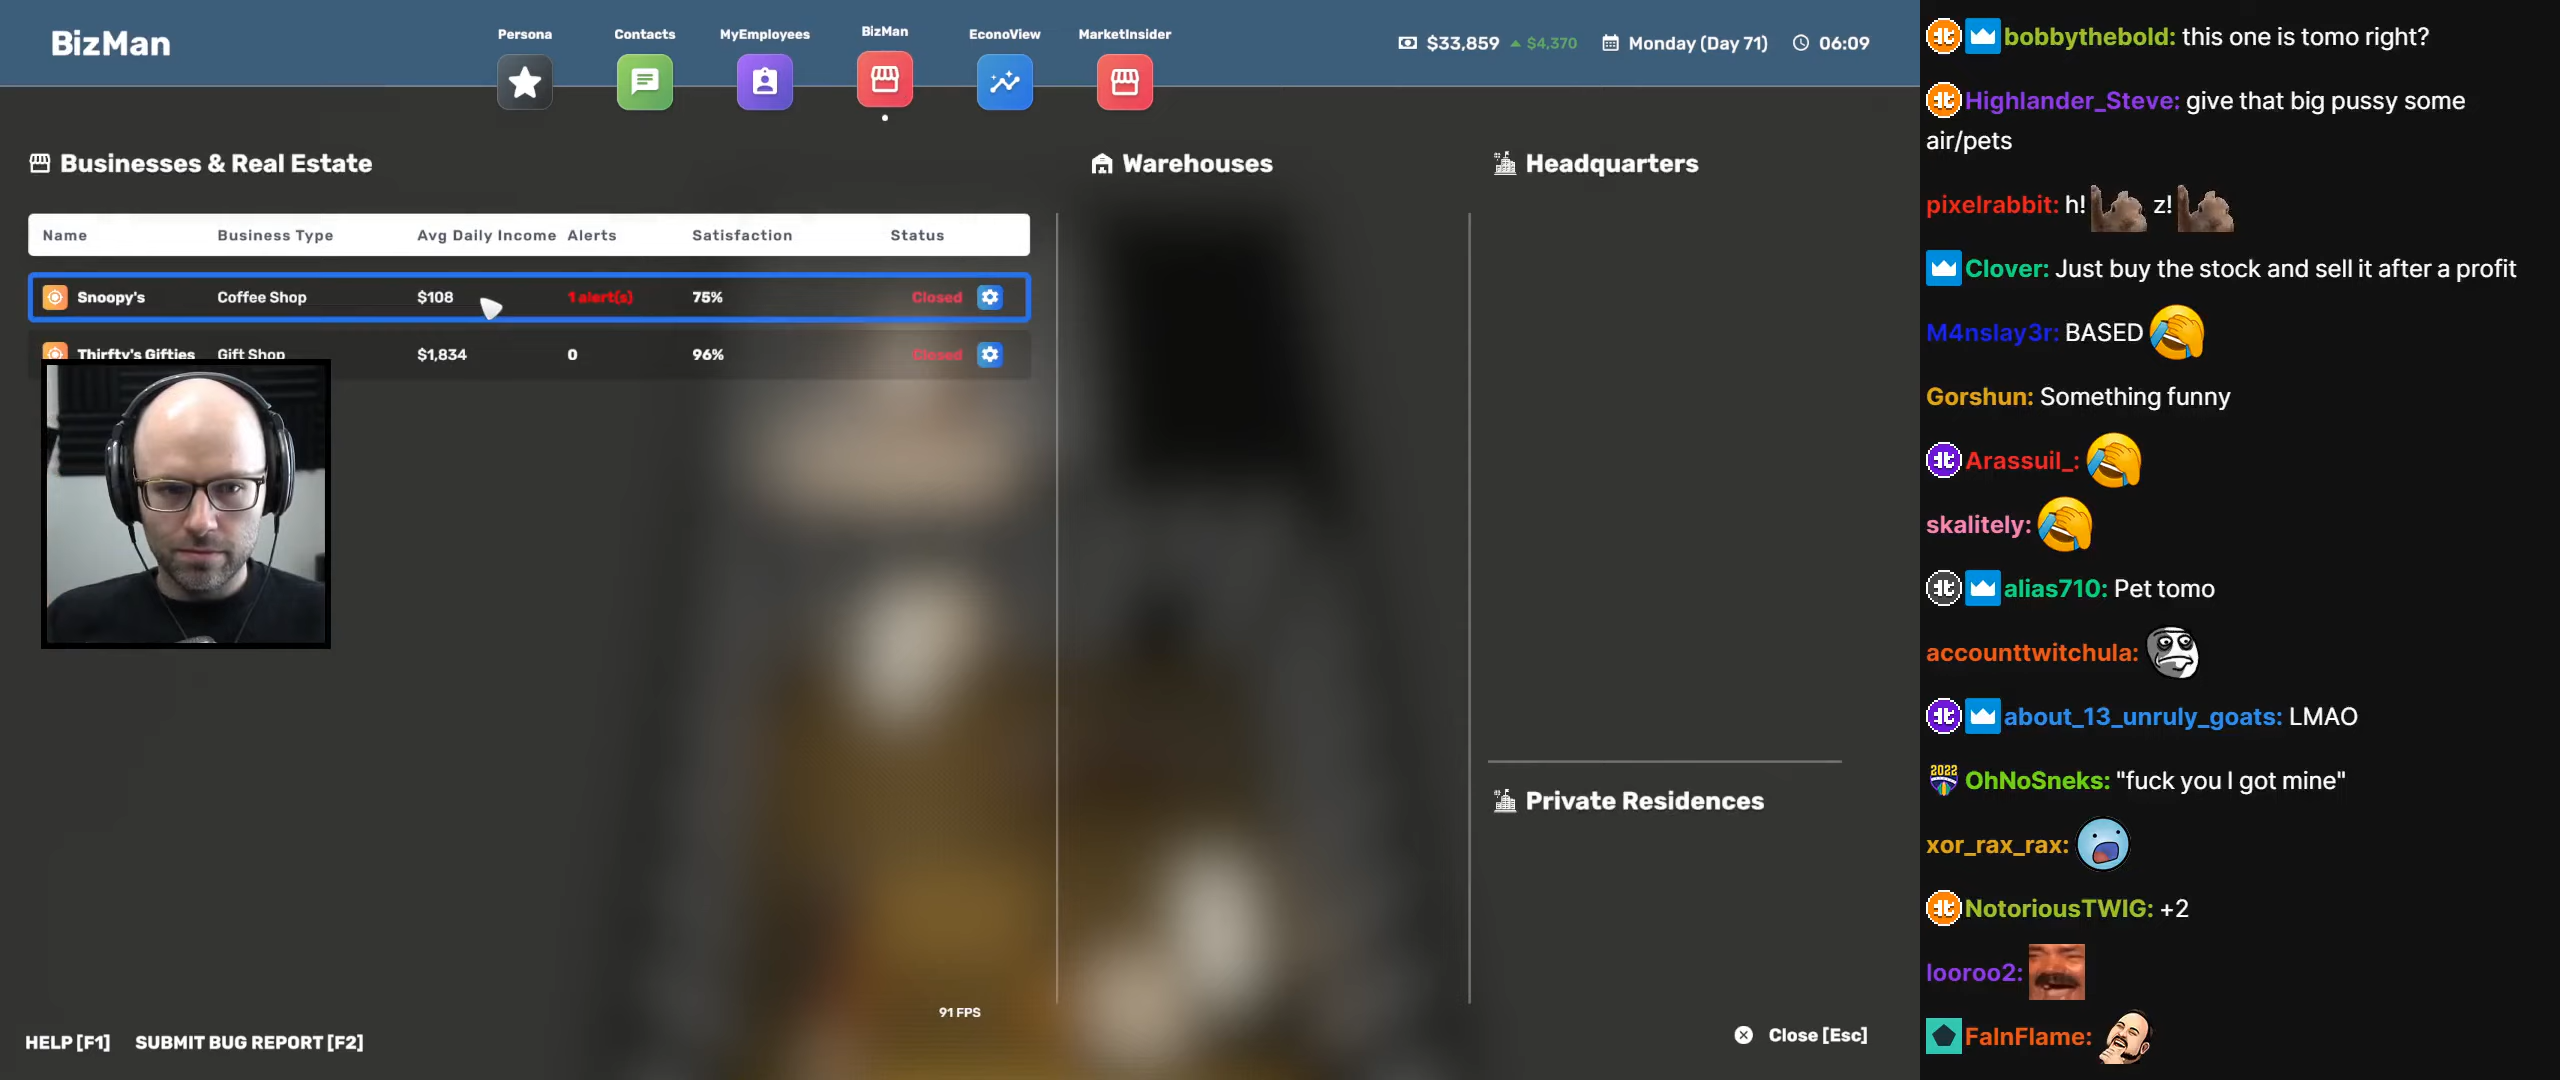 BizMan
Persona
Contacts
MyEmployees
BizMan
EconoView
MarketInsider
$33,859 $4,370 Monday (Day 71) 06:09
Businesses & Real Estate
Name Business Type Avg Daily Income Alerts Satisfaction Status
Snoopy's Coffee Shop $108 1 alert(s) 75% Closed
Thirfty's Gifties Gift Shop $1,834 0 96% Closed
Warehouses
Headquarters
Private Residences
91 FPS
HELP [F1] SUBMIT BUG REPORT [F2]
Close [Esc]
bobbythebold: this one is tomo right?
Highlander_Steve: give that big pussy some
air/pets
pixelrabbit: h! z!
Clover: Just buy the stock and sell it after a profit
M4nslay3r: BASED
Gorshun: Something funny
Arassuil_:
skalitely:
alias710: Pet tomo
accounttwitchula:
about_13_unruly_goats: LMAO
2022
OhNoSneks: "fuck you I got mine"
xor_rax_rax:
NotoriousTWIG: +2
looroo2: